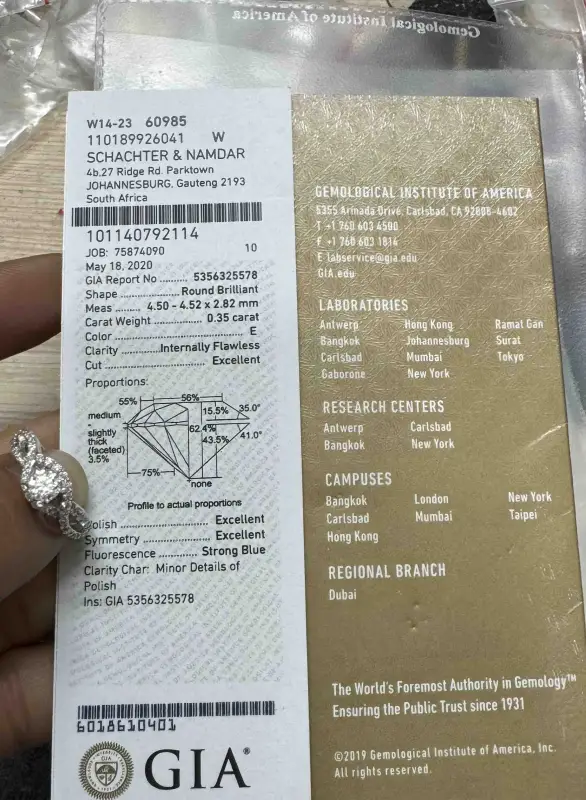 Gemological Institute of America
W14-23 60985
110189926041 W
SCHACHTER & NAMDAR
4b.27 Ridge Rd. Parktown
JOHANNESBURG, Gauteng 2193
South Africa
101140792114
JOB: 75874090 10
May 18, 2020
GIA Report No .......... 5356325578
Shape .................. Round Brilliant
Meas ....... 4.50 - 4.52 x 2.82 mm
Carat Weight ................ 0.35 carat
Color ........................................ E
Clarity ............ Internally Flawless
Cut ................................ Excellent
Proportions:
55% 56%
medium 15.5% 35.0°
slightly thick (faceted) 3.5%
62.4% 43.5% 41.0°
75%
none
Profile to actual proportions
Polish ........................ Excellent
Symmetry .................. Excellent
Fluorescence ........... Strong Blue
Clarity Char: Minor Details of
Polish
Ins: GIA 5356325578
6018610401
GIA®
GEMOLOGICAL INSTITUTE OF AMERICA
5355 Armada Drive, Carlsbad, CA 92008-4602
T +1 760 603 4500
F +1 760 603 1814
E labservice@gia.edu
GIA.edu
LABORATORIES
Antwerp Hong Kong Ramat Gan
Bangkok Johannesburg Surat
Carlsbad Mumbai Tokyo
Gaborone New York
RESEARCH CENTERS
Antwerp Carlsbad
Bangkok New York
CAMPUSES
Bangkok London New York
Carlsbad Mumbai Taipei
Hong Kong
REGIONAL BRANCH
Dubai
The World's Foremost Authority in Gemology™
Ensuring the Public Trust since 1931
©2019 Gemological Institute of America, Inc.
All rights reserved.